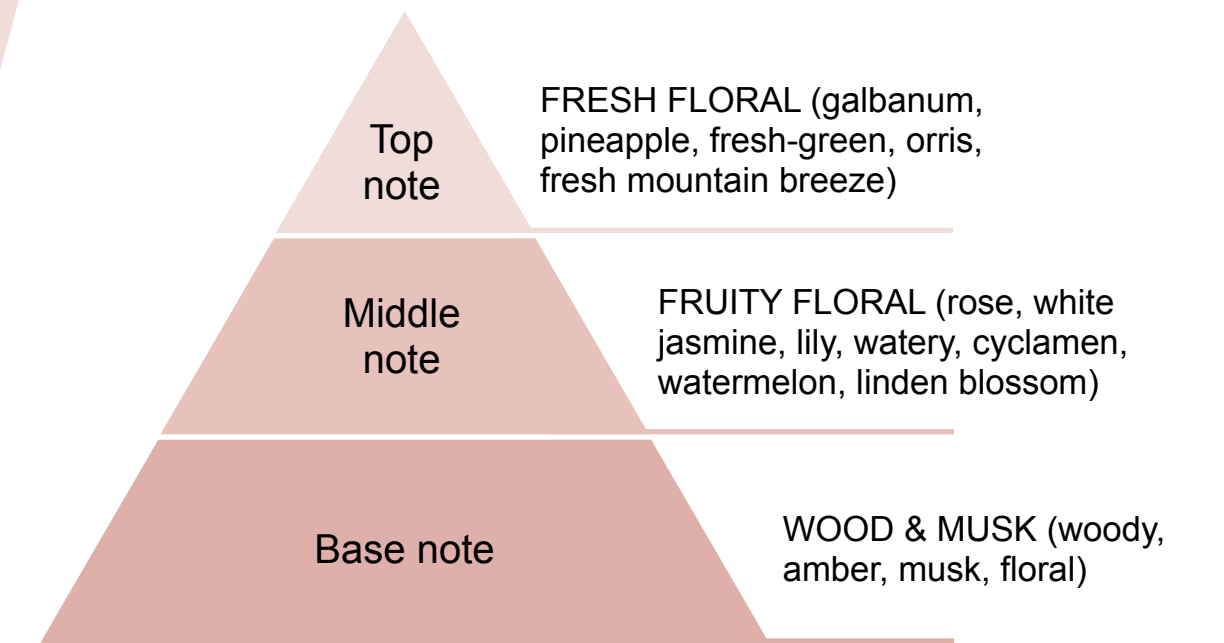 Top
note
FRESH FLORAL (galbanum,
pineapple, fresh-green, orris,
fresh mountain breeze)
Middle
note
FRUITY FLORAL (rose, white
jasmine, lily, watery, cyclamen,
watermelon, linden blossom)
Base note
WOOD & MUSK (woody,
amber, musk, floral)